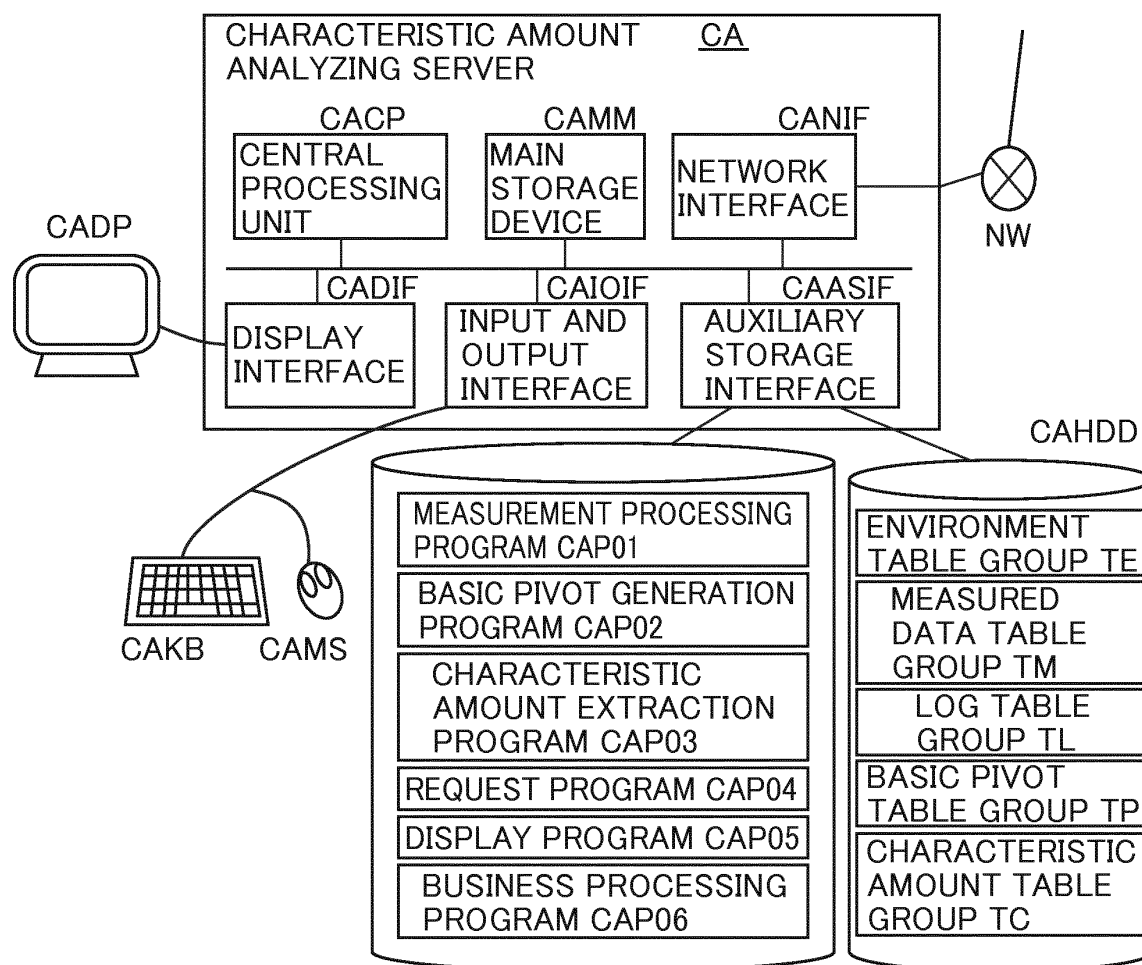 CHARACTERISTIC AMOUNT CA
ANALYZING SERVER
CACP
CENTRAL
PROCESSING
UNIT
CAMM
MAIN
STORAGE
DEVICE
CANIF
NETWORK
INTERFACE
NW
CADP
CADIF
DISPLAY
INTERFACE
CAIOIF
INPUT AND
OUTPUT
INTERFACE
CAASIF
AUXILIARY
STORAGE
INTERFACE
CAHDD
CAKB
CAMS
MEASUREMENT PROCESSING
PROGRAM CAP01
BASIC PIVOT GENERATION
PROGRAM CAP02
CHARACTERISTIC
AMOUNT EXTRACTION
PROGRAM CAP03
REQUEST PROGRAM CAP04
DISPLAY PROGRAM CAP05
BUSINESS PROCESSING
PROGRAM CAP06
ENVIRONMENT
TABLE GROUP TE
MEASURED
DATA TABLE
GROUP TM
LOG TABLE
GROUP TL
BASIC PIVOT
TABLE GROUP TP
CHARACTERISTIC
AMOUNT TABLE
GROUP TC